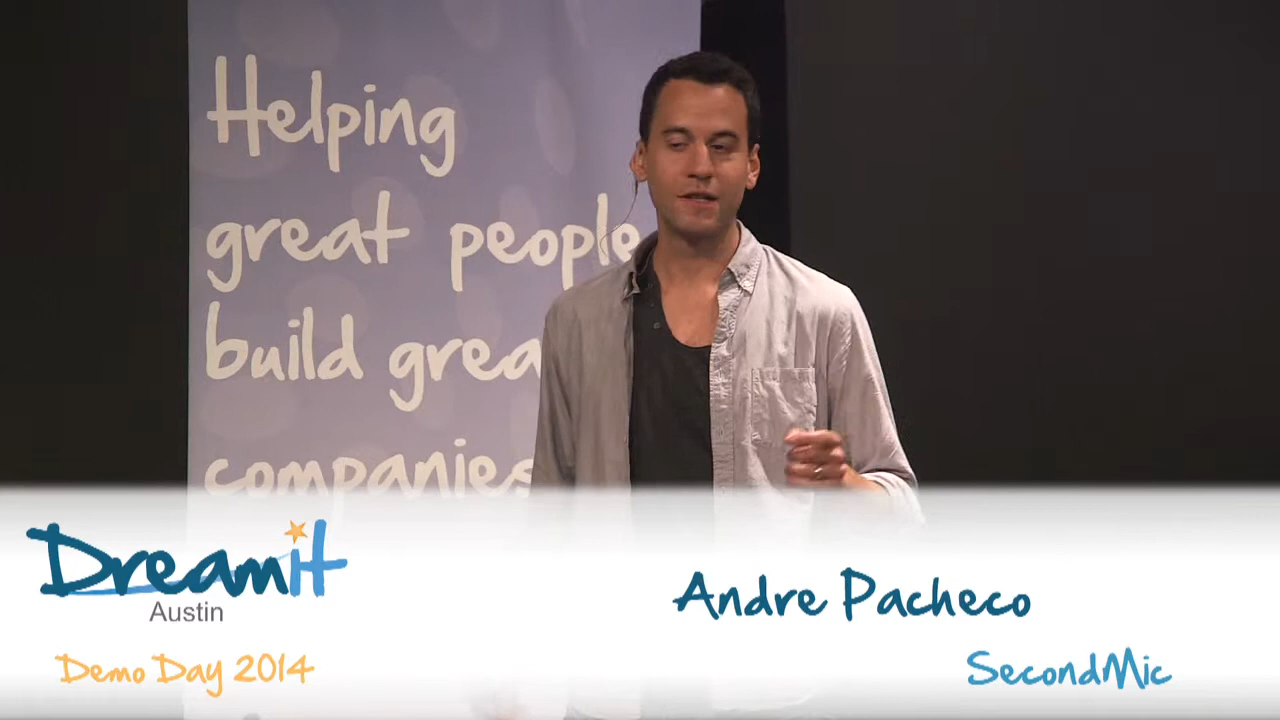 Helping
great people
build grea
companies
Dreamit
Austin
Demo Day 2014
Andre Pacheco
SecondMic